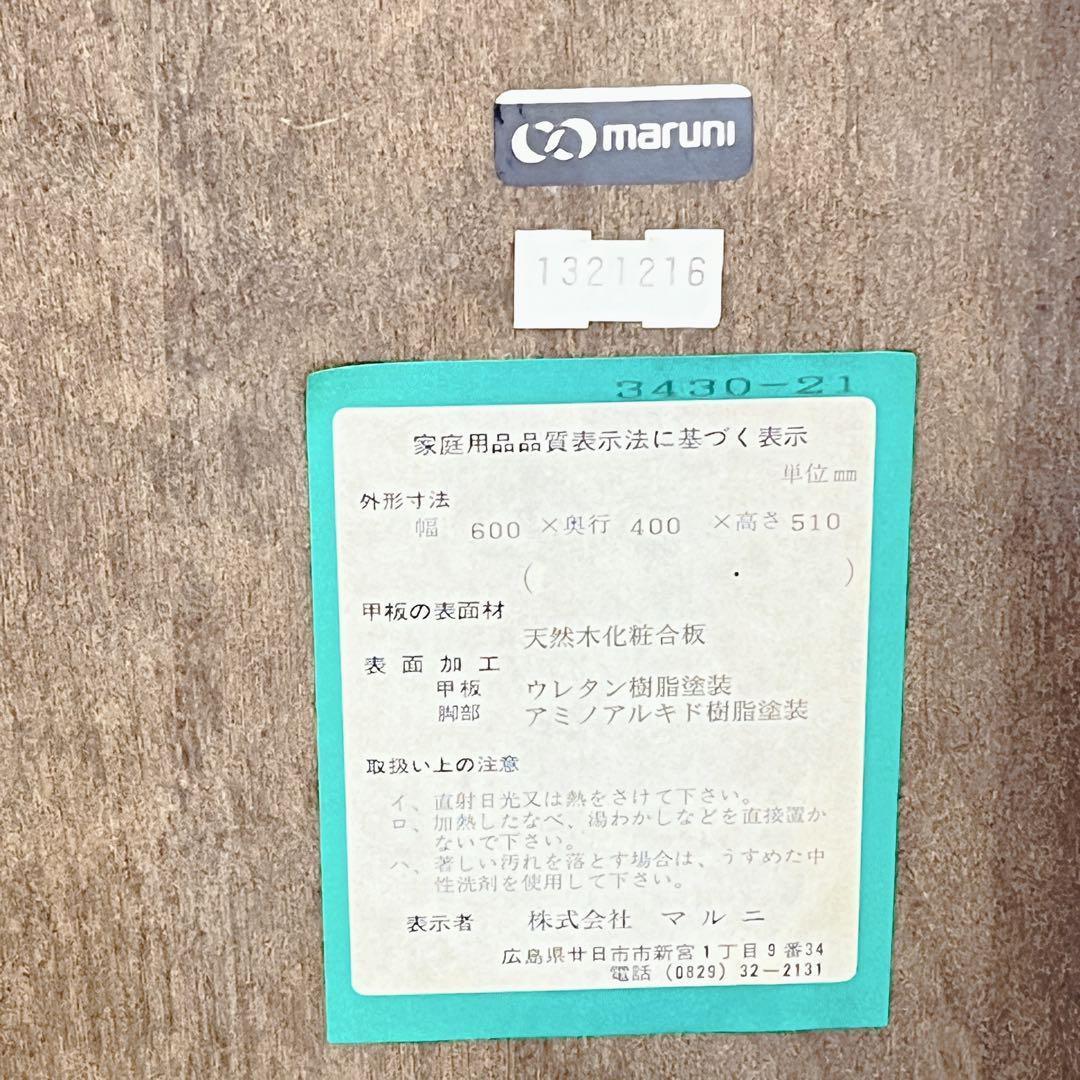 maruni
1321216
3430-21
家庭用品品質表示法に基づく表示
単位㎜
外形寸法
幅 600 ×奥行 400 ×高さ 510
( ・ )
甲板の表面材
天然木化粧合板
表面加工
甲板 ウレタン樹脂塗装
脚部 アミノアルキド樹脂塗装
取扱い上の注意
イ、直射日光又は熱をさけて下さい。
ロ、加熱したなべ、湯わかしなどを直接置か
ないで下さい。
ハ、著しい汚れを落とす場合は、うすめた中
性洗剤を使用して下さい。
表示者 株式会社 マルニ
広島県廿日市市新宮1丁目9番34
電話 (0829) 32-2131